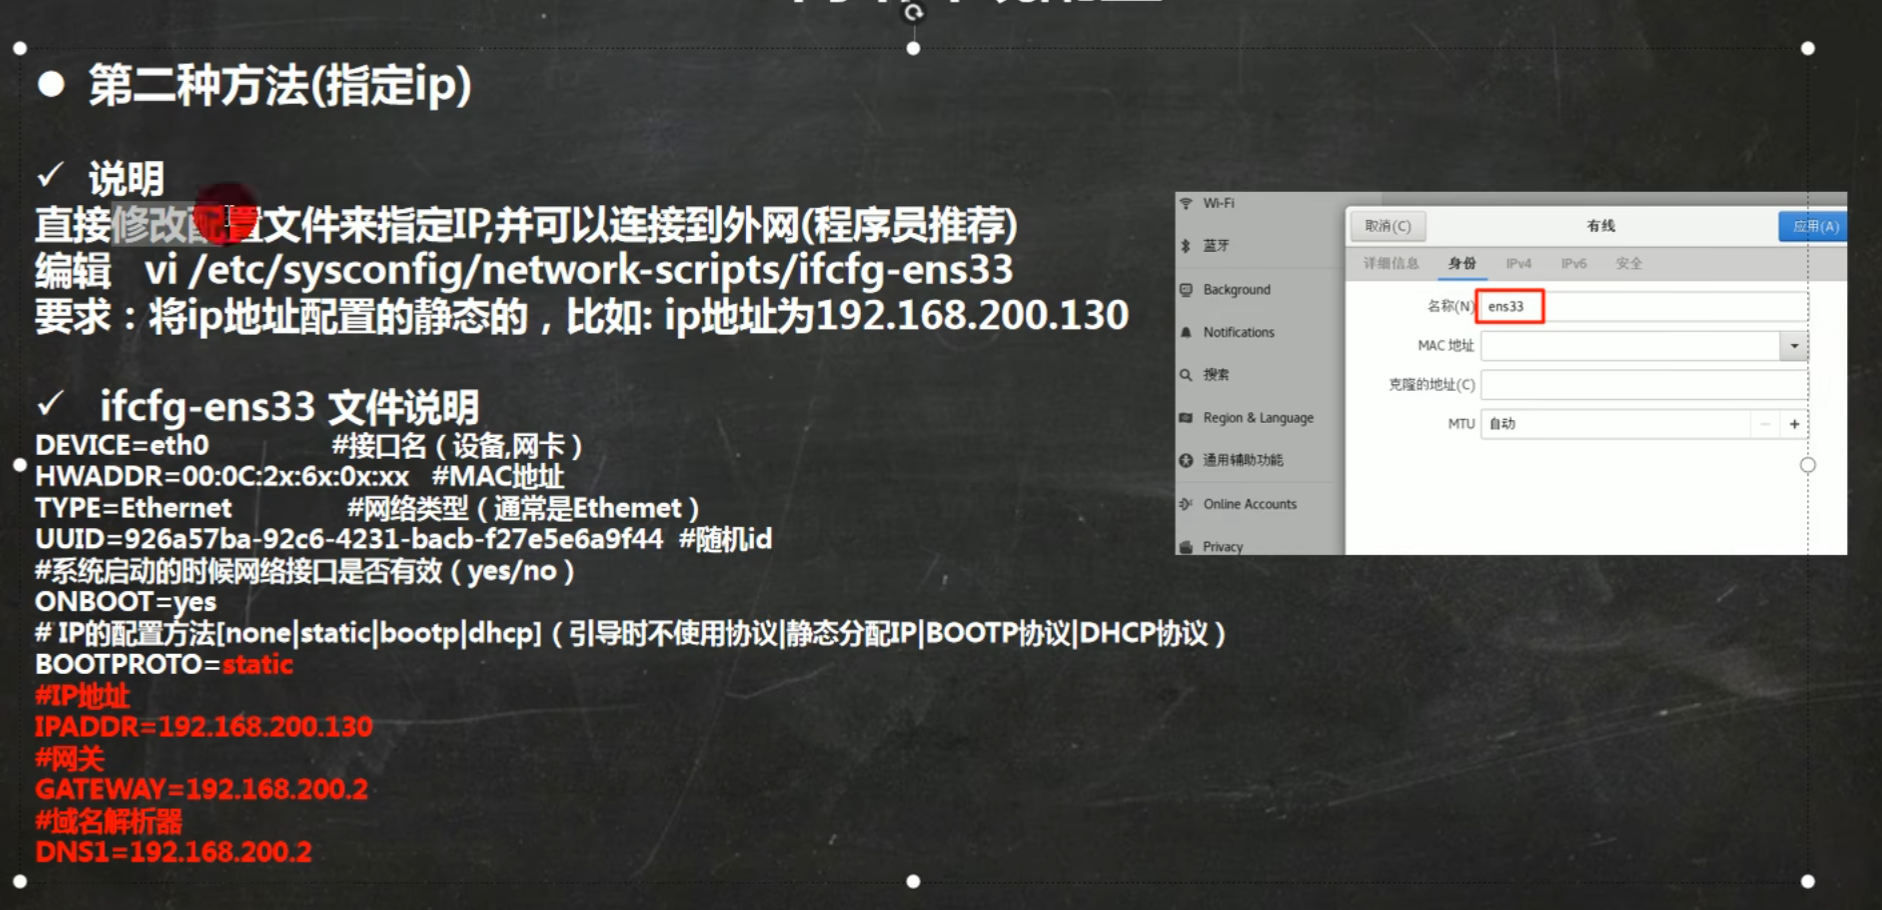 第二种方法(指定ip)
说明
直接修改配置文件来指定IP,并可以连接到外网(程序员推荐)
编辑 vi /etc/sysconfig/network-scripts/ifcfg-ens33
要求：将ip地址配置的静态的，比如: ip地址为192.168.200.130
ifcfg-ens33 文件说明
DEVICE=eth0 #接口名（设备,网卡）
HWADDR=00:0C:2x:6x:0x:xx #MAC地址
TYPE=Ethernet #网络类型（通常是Ethemet）
UUID=926a57ba-92c6-4231-bacb-f27e5e6a9f44 #随机id
#系统启动的时候网络接口是否有效（yes/no）
ONBOOT=yes
# IP的配置方法[none|static|bootp|dhcp]（引导时不使用协议|静态分配IP|BOOTP协议|DHCP协议）
BOOTPROTO=static
#IP地址
IPADDR=192.168.200.130
#网关
GATEWAY=192.168.200.2
#域名解析器
DNS1=192.168.200.2
Wi-Fi
蓝牙
Background
Notifications
搜索
Region & Language
通用辅助功能
Online Accounts
Privacy
取消(C) 有线 应用(A)
详细信息 身份 IPv4 IPv6 安全
名称(N) ens33
MAC 地址
克隆的地址(C)
MTU 自动 − +